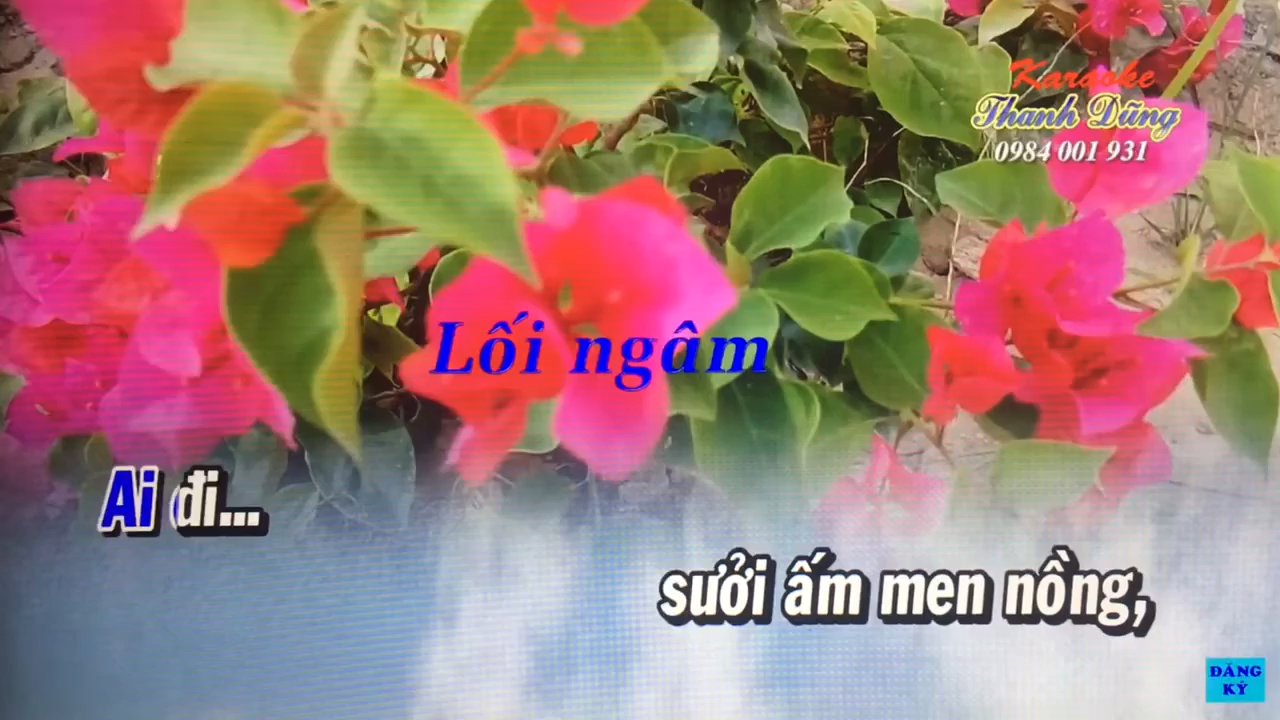 Karaoke
Thanh Dũng
0984 001 931
Lối ngâm
Ai đi...
sưởi ấm men nồng,
ĐĂNG
KÝ